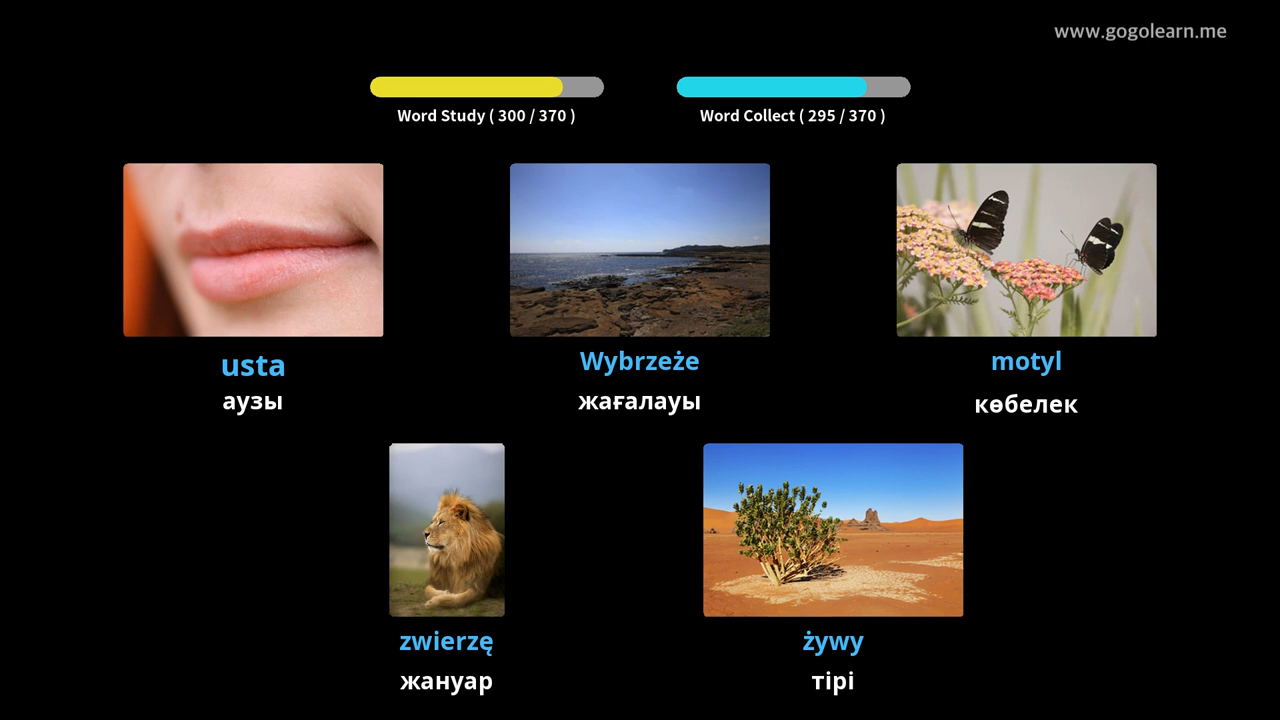 www.gogolearn.me
Word Study ( 300 / 370 )
Word Collect ( 295 / 370 )
usta
аузы
Wybrzeże
жағалауы
motyl
көбелек
zwierzę
жануар
żywy
тірі